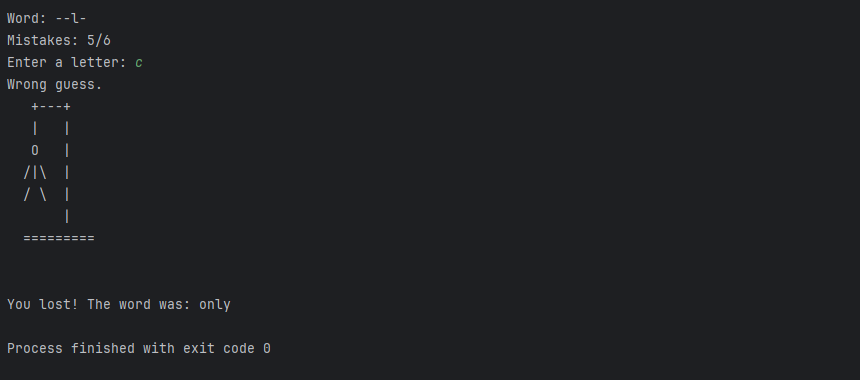 Word: --l-
Mistakes: 5/6
Enter a letter: c
Wrong guess.
   +---+
   |   |
   O   |
  /|\  |
  / \  |
       |
  =========
You lost! The word was: only
Process finished with exit code 0